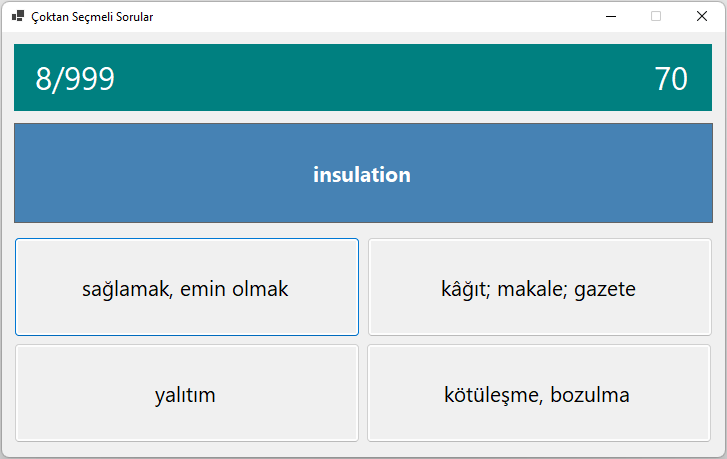 Çoktan Seçmeli Sorular
8/999
70
insulation
sağlamak, emin olmak
kâğıt; makale; gazete
yalıtım
kötüleşme, bozulma